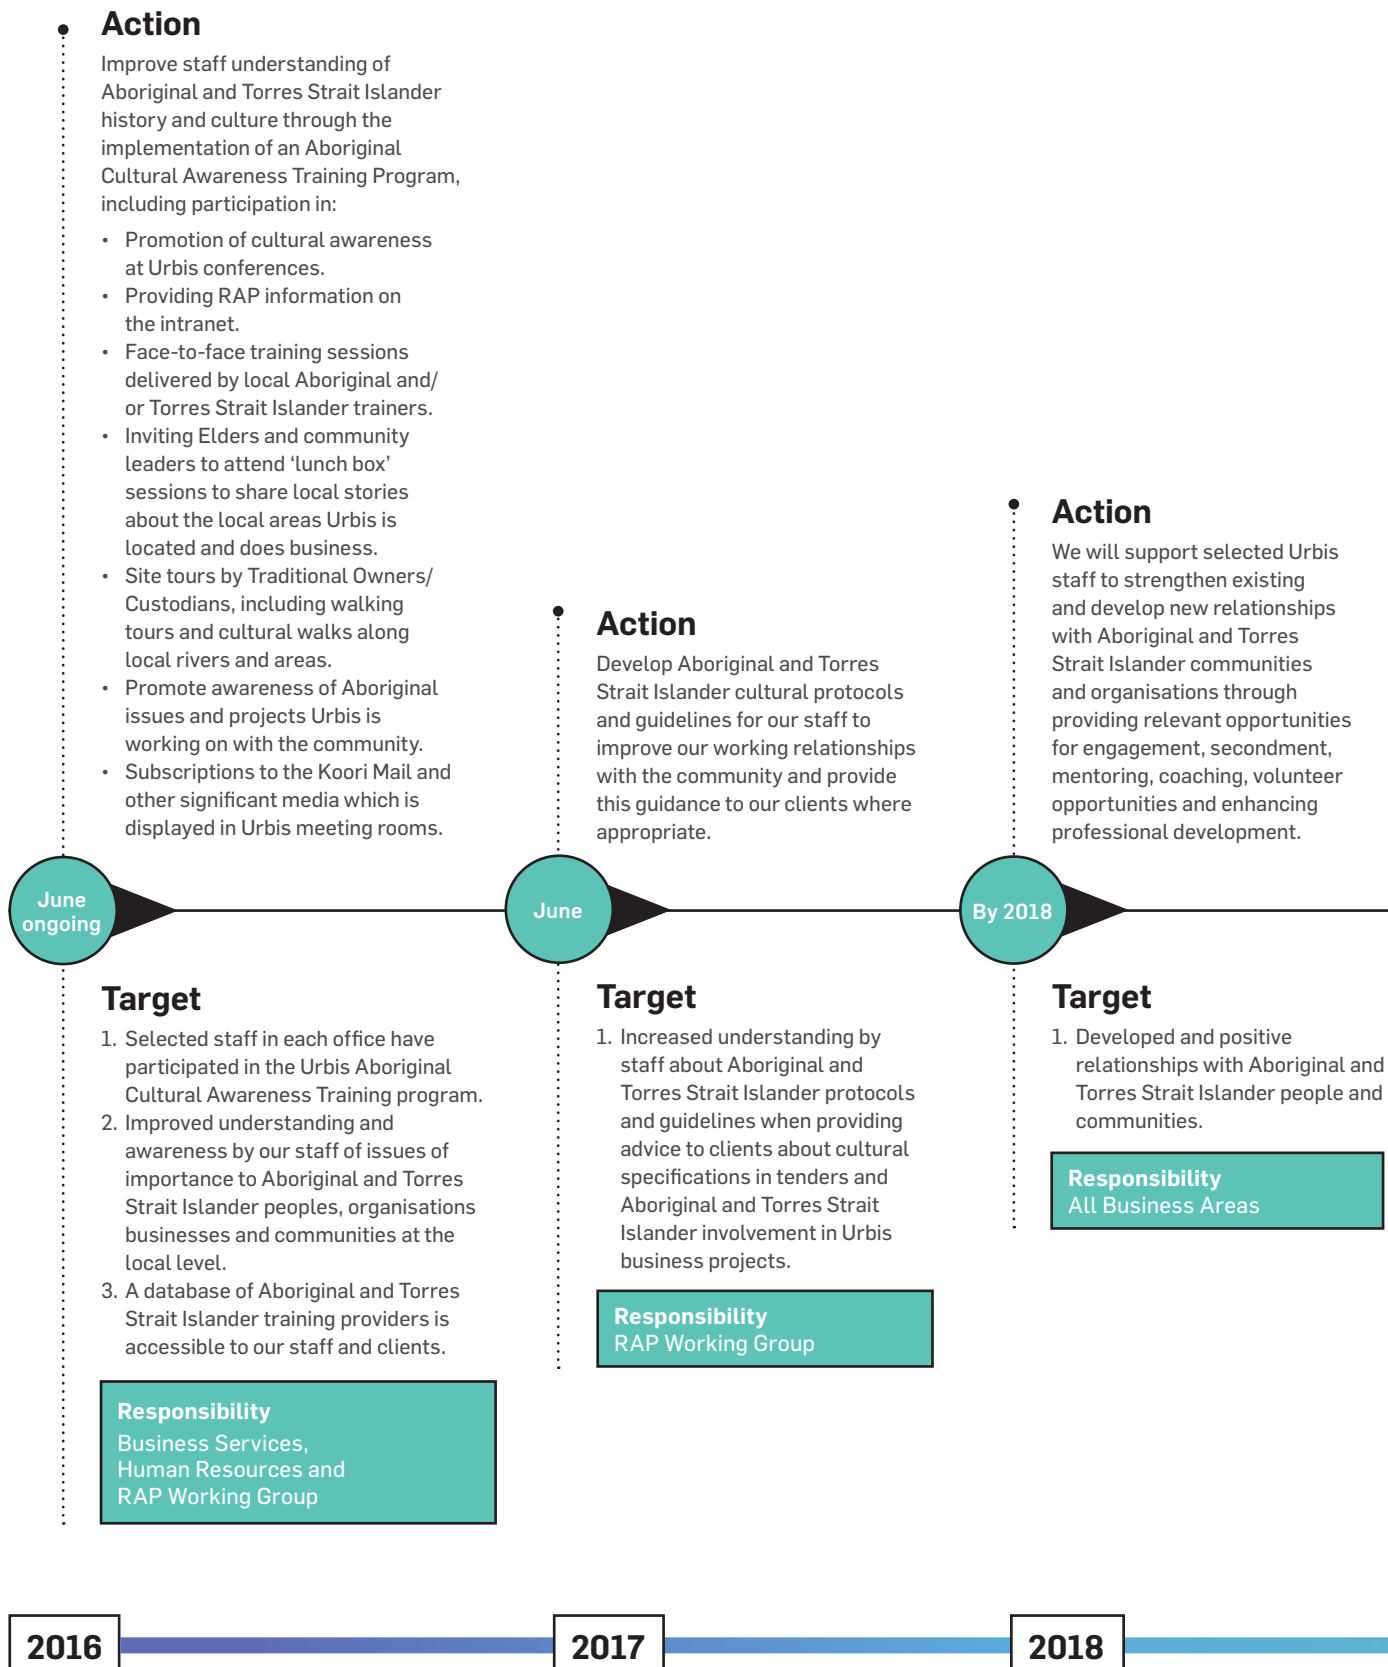 Action
Improve staff understanding of
Aboriginal and Torres Strait Islander
history and culture through the
implementation of an Aboriginal
Cultural Awareness Training Program,
including participation in:
• Promotion of cultural awareness
at Urbis conferences.
• Providing RAP information on
the intranet.
• Face-to-face training sessions
delivered by local Aboriginal and/
or Torres Strait Islander trainers.
• Inviting Elders and community
leaders to attend ‘lunch box’
sessions to share local stories
about the local areas Urbis is
located and does business.
• Site tours by Traditional Owners/
Custodians, including walking
tours and cultural walks along
local rivers and areas.
• Promote awareness of Aboriginal
issues and projects Urbis is
working on with the community.
• Subscriptions to the Koori Mail and
other significant media which is
displayed in Urbis meeting rooms.
June
ongoing
Target
1. Selected staff in each office have
participated in the Urbis Aboriginal
Cultural Awareness Training program.
2. Improved understanding and
awareness by our staff of issues of
importance to Aboriginal and Torres
Strait Islander peoples, organisations
businesses and communities at the
local level.
3. A database of Aboriginal and Torres
Strait Islander training providers is
accessible to our staff and clients.
Responsibility
Business Services,
Human Resources and
RAP Working Group
Action
Develop Aboriginal and Torres
Strait Islander cultural protocols
and guidelines for our staff to
improve our working relationships
with the community and provide
this guidance to our clients where
appropriate.
June
Target
1. Increased understanding by
staff about Aboriginal and
Torres Strait Islander protocols
and guidelines when providing
advice to clients about cultural
specifications in tenders and
Aboriginal and Torres Strait
Islander involvement in Urbis
business projects.
Responsibility
RAP Working Group
Action
We will support selected Urbis
staff to strengthen existing
and develop new relationships
with Aboriginal and Torres
Strait Islander communities
and organisations through
providing relevant opportunities
for engagement, secondment,
mentoring, coaching, volunteer
opportunities and enhancing
professional development.
By 2018
Target
1. Developed and positive
relationships with Aboriginal and
Torres Strait Islander people and
communities.
Responsibility
All Business Areas
2016
2017
2018